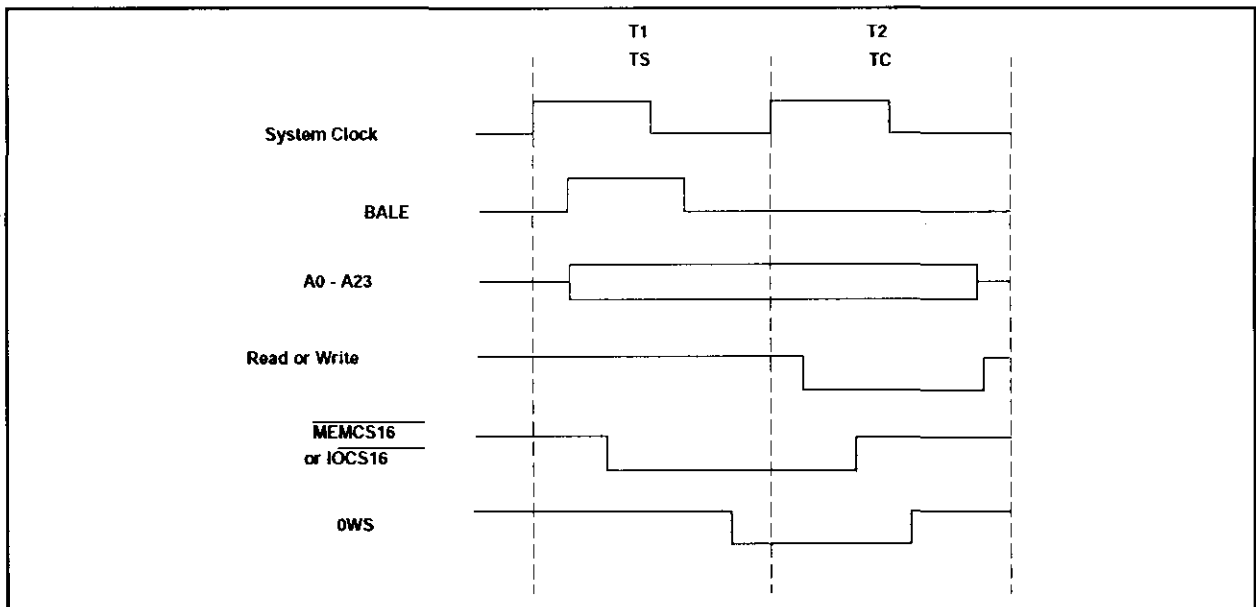 T1 T2
TS TC
System Clock
BALE
A0 - A23
Read or Write
MEMCS16
or IOCS16
0WS